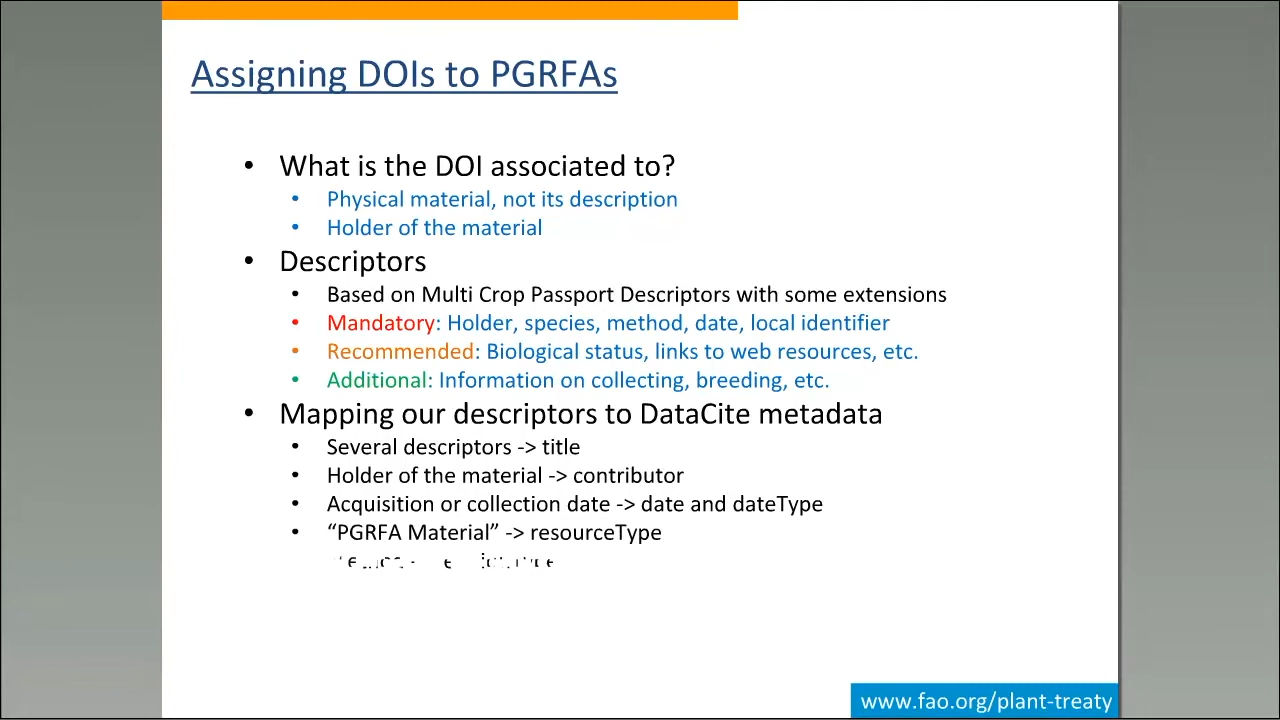 Assigning DOIs to PGRFAs
• What is the DOI associated to?
• Physical material, not its description
• Holder of the material
• Descriptors
• Based on Multi Crop Passport Descriptors with some extensions
• Mandatory: Holder, species, method, date, local identifier
• Recommended: Biological status, links to web resources, etc.
• Additional: Information on collecting, breeding, etc.
• Mapping our descriptors to DataCite metadata
• Several descriptors -> title
• Holder of the material -> contributor
• Acquisition or collection date -> date and dateType
• “PGRFA Material” -> resourceType
www.fao.org/plant-treaty